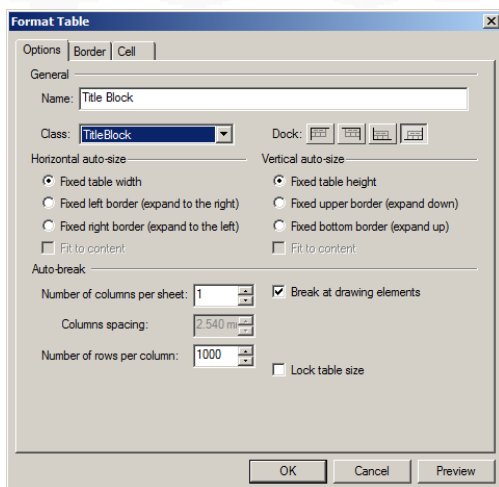 Format Table
Options Border Cell
General
Name: Title Block
Class: TitleBlock Dock:
Horizontal auto-size Vertical auto-size
Fixed table width Fixed table height
Fixed left border (expand to the right) Fixed upper border (expand down)
Fixed right border (expand to the left) Fixed bottom border (expand up)
Fit to content Fit to content
Auto-break
Number of columns per sheet: 1 Break at drawing elements
Columns spacing: 2.540
Number of rows per column: 1000
Lock table size
OK Cancel Preview